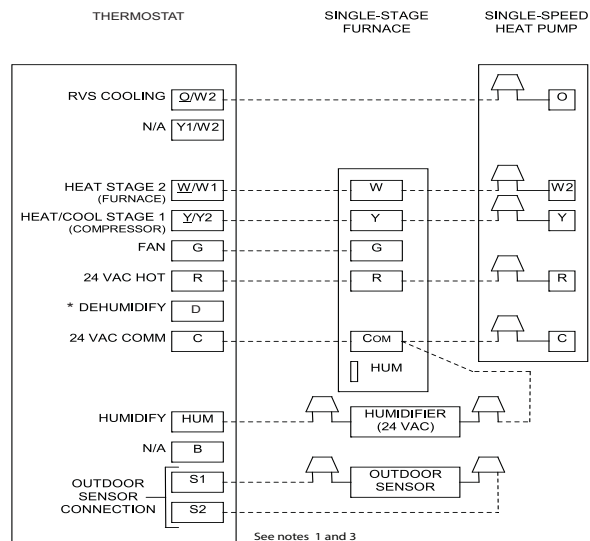 THERMOSTAT
SINGLE-STAGE
FURNACE
SINGLE-SPEED
HEAT PUMP
RVS COOLING O/W2 O
N/A Y1/W2
HEAT STAGE 2 W/W1 W W2
(FURNACE)
HEAT/COOL STAGE 1 Y/Y2 Y Y
(COMPRESSOR)
FAN G G
24 VAC HOT R R R
* DEHUMIDIFY D
24 VAC COMM C COM C
HUM
HUMIDIFY HUM HUMIDIFIER
(24 VAC)
N/A B
S1
OUTDOOR
SENSOR
CONNECTION
OUTDOOR
SENSOR
S2
See notes 1 and 3